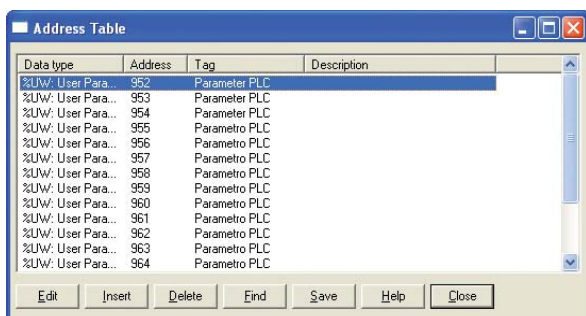 Address Table
Data type Address Tag Description
%UW: User Para... 952 Parameter PLC
%UW: User Para... 953 Parameter PLC
%UW: User Para... 954 Parameter PLC
%UW: User Para... 955 Parametro PLC
%UW: User Para... 956 Parametro PLC
%UW: User Para... 957 Parametro PLC
%UW: User Para... 958 Parametro PLC
%UW: User Para... 959 Parametro PLC
%UW: User Para... 960 Parametro PLC
%UW: User Para... 961 Parametro PLC
%UW: User Para... 962 Parametro PLC
%UW: User Para... 963 Parametro PLC
%UW: User Para... 964 Parametro PLC
Edit Insert Delete Find Save Help Close